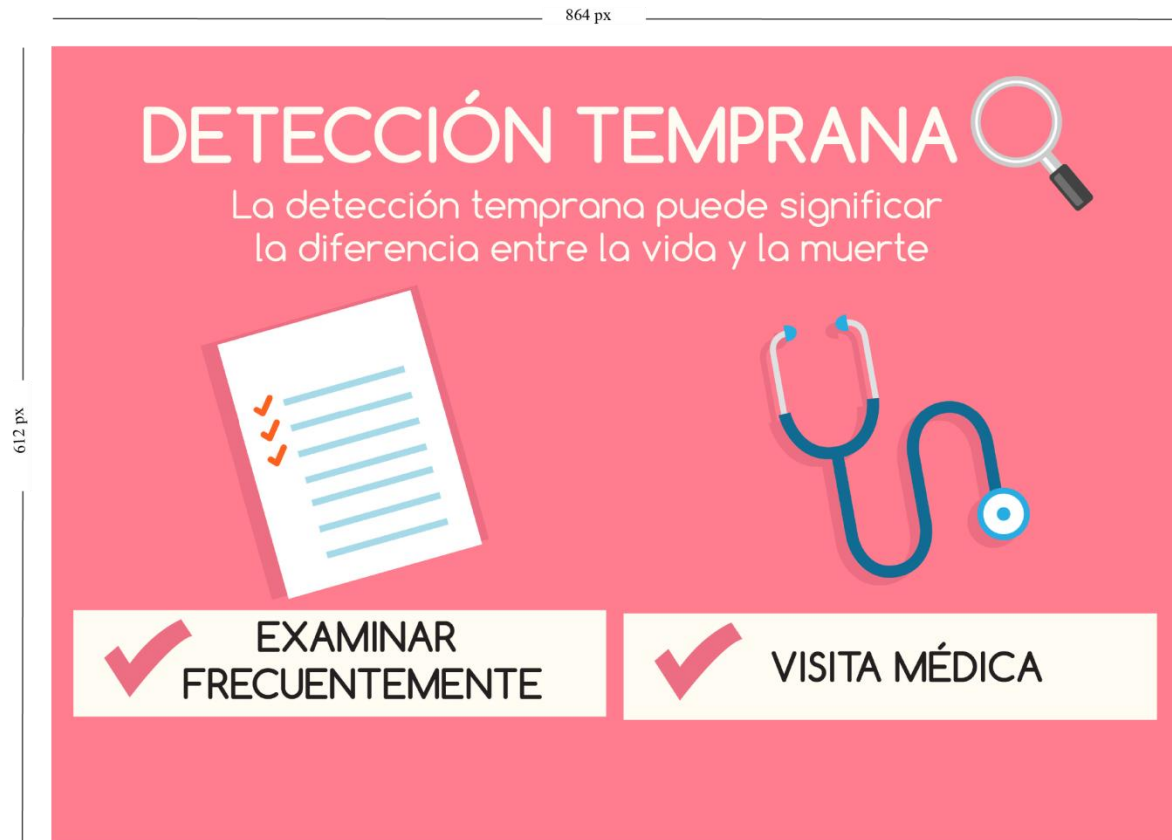 864 px
612 px
DETECCIÓN TEMPRANA
La detección temprana puede significar
la diferencia entre la vida y la muerte
EXAMINAR
FRECUENTEMENTE
VISITA MÉDICA